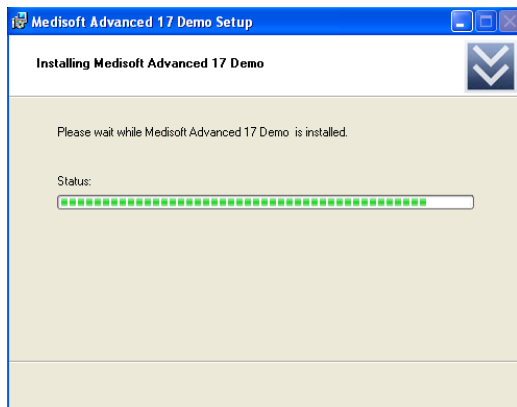 Medisoft Advanced 17 Demo Setup
Installing Medisoft Advanced 17 Demo
Please wait while Medisoft Advanced 17 Demo is installed.
Status: